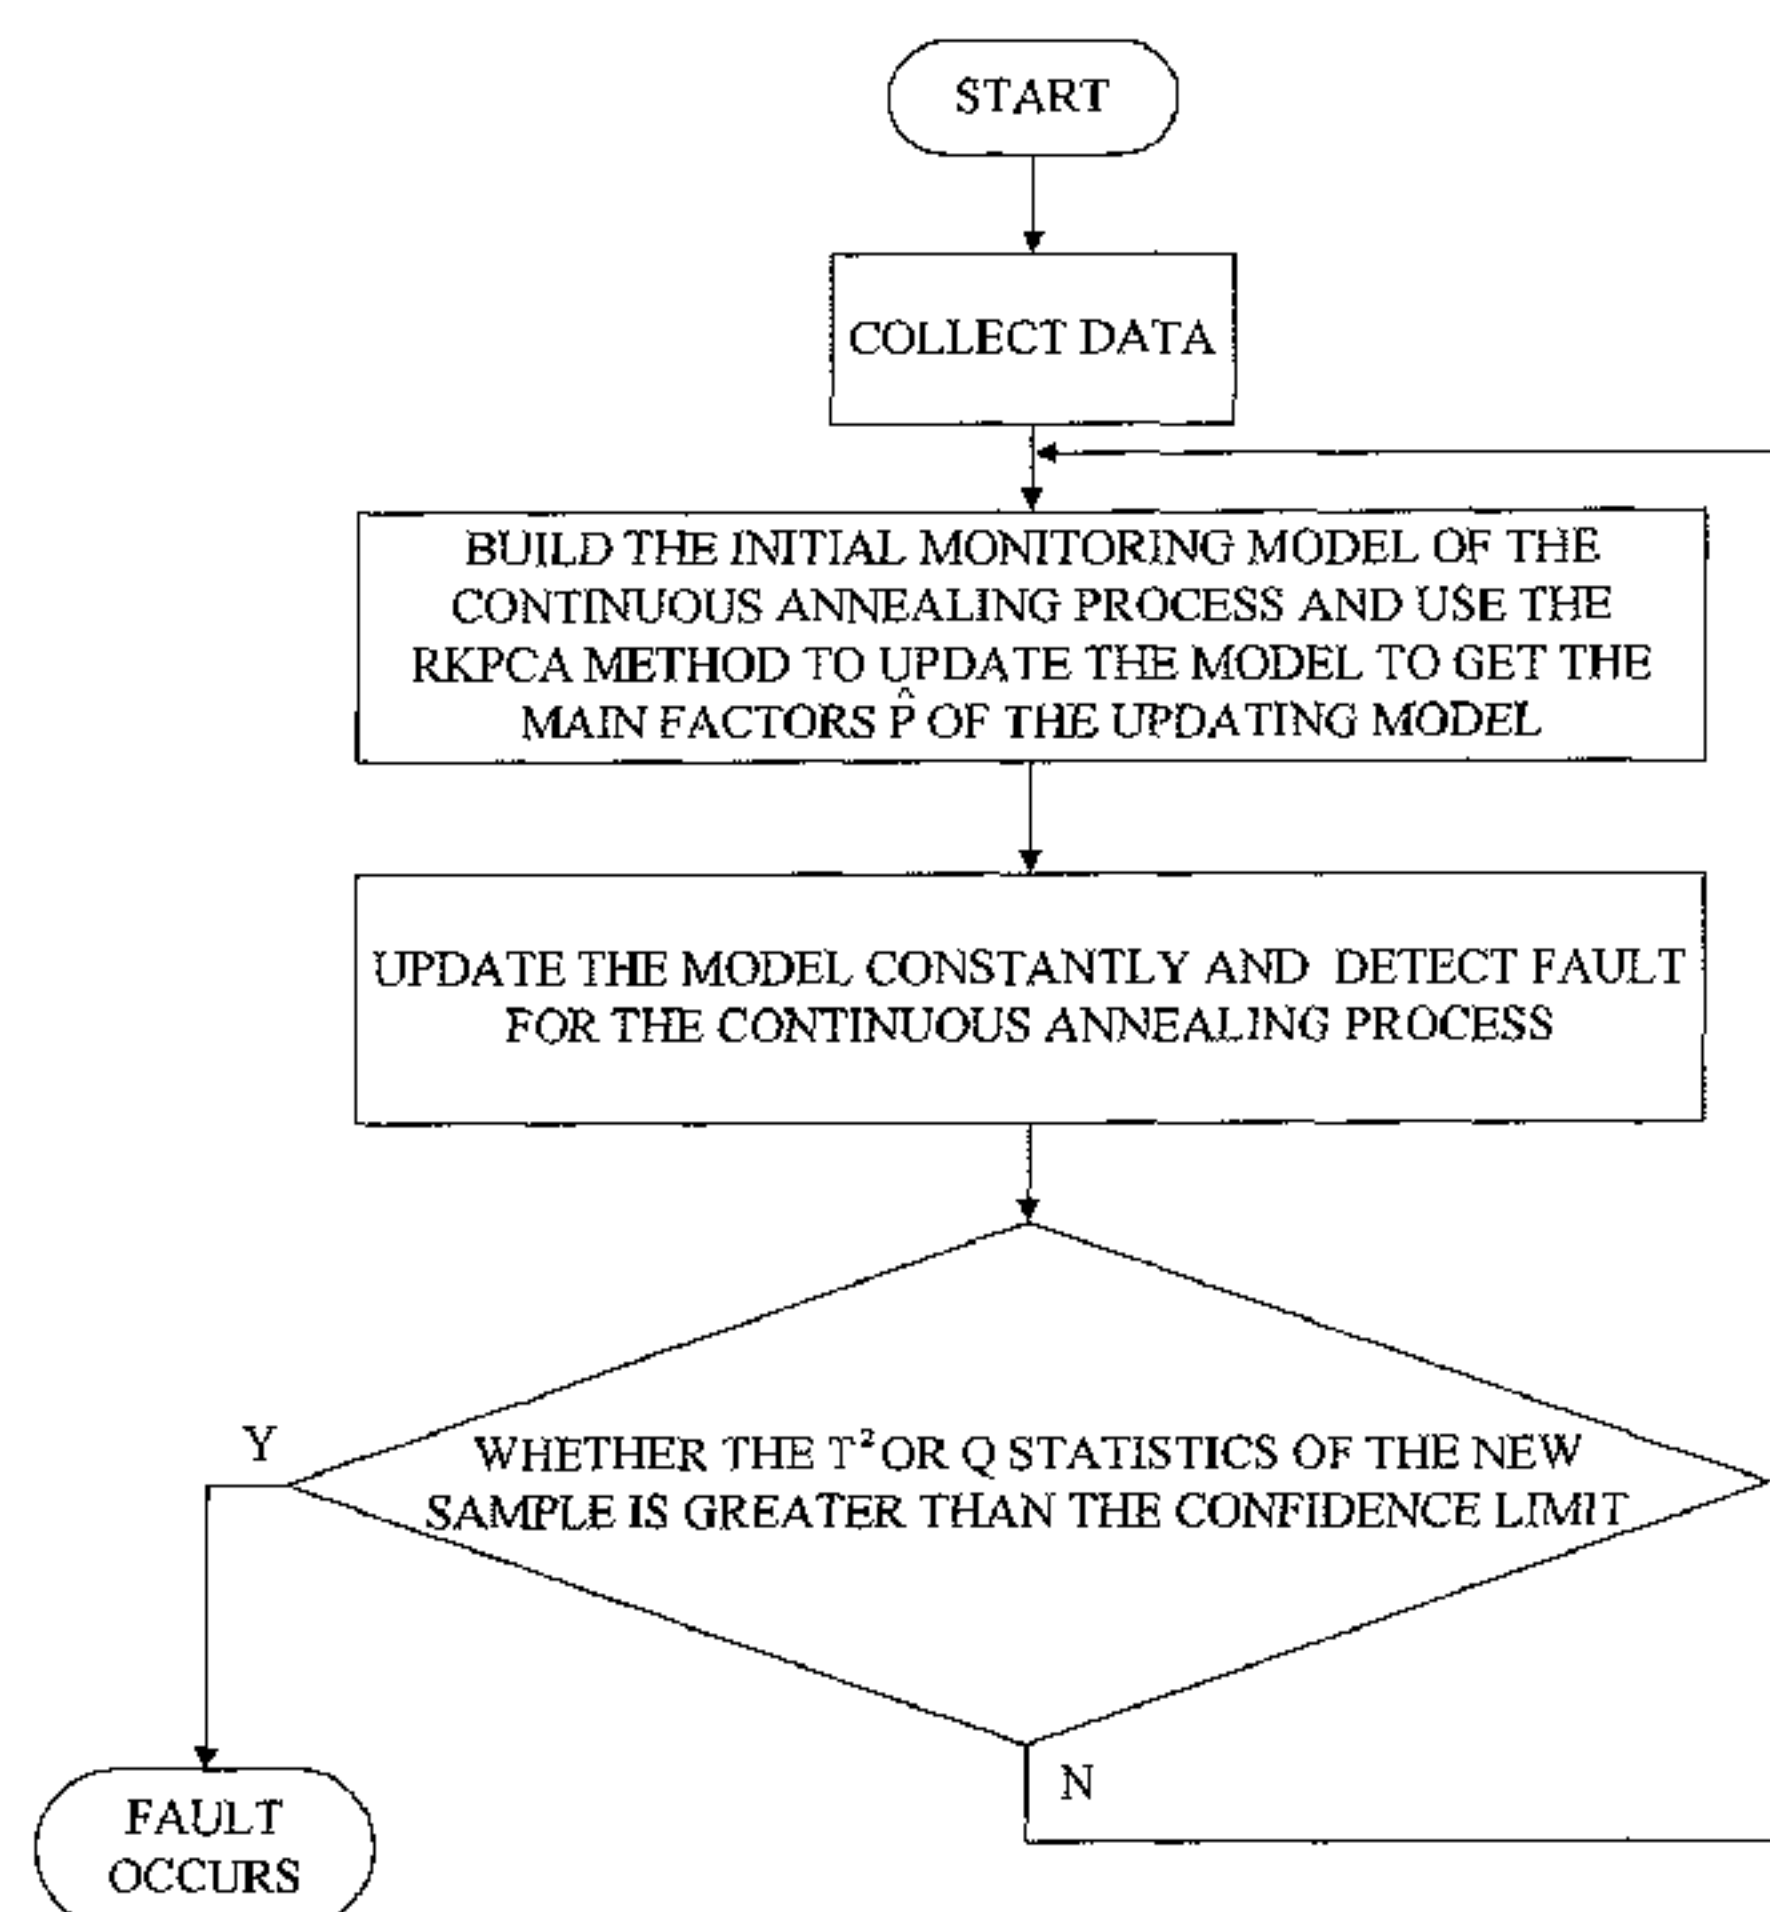 START
COLLECT DATA
BUILD THE INITIAL MONITORING MODEL OF THE
CONTINUOUS ANNEALING PROCESS AND USE THE
RKPCA METHOD TO UPDATE THE MODEL TO GET THE
MAIN FACTORS P̂ OF THE UPDATING MODEL
UPDATE THE MODEL CONSTANTLY AND DETECT FAULT
FOR THE CONTINUOUS ANNEALING PROCESS
Y
WHETHER THE T² OR Q STATISTICS OF THE NEW
SAMPLE IS GREATER THAN THE CONFIDENCE LIMIT
N
FAULT
OCCURS